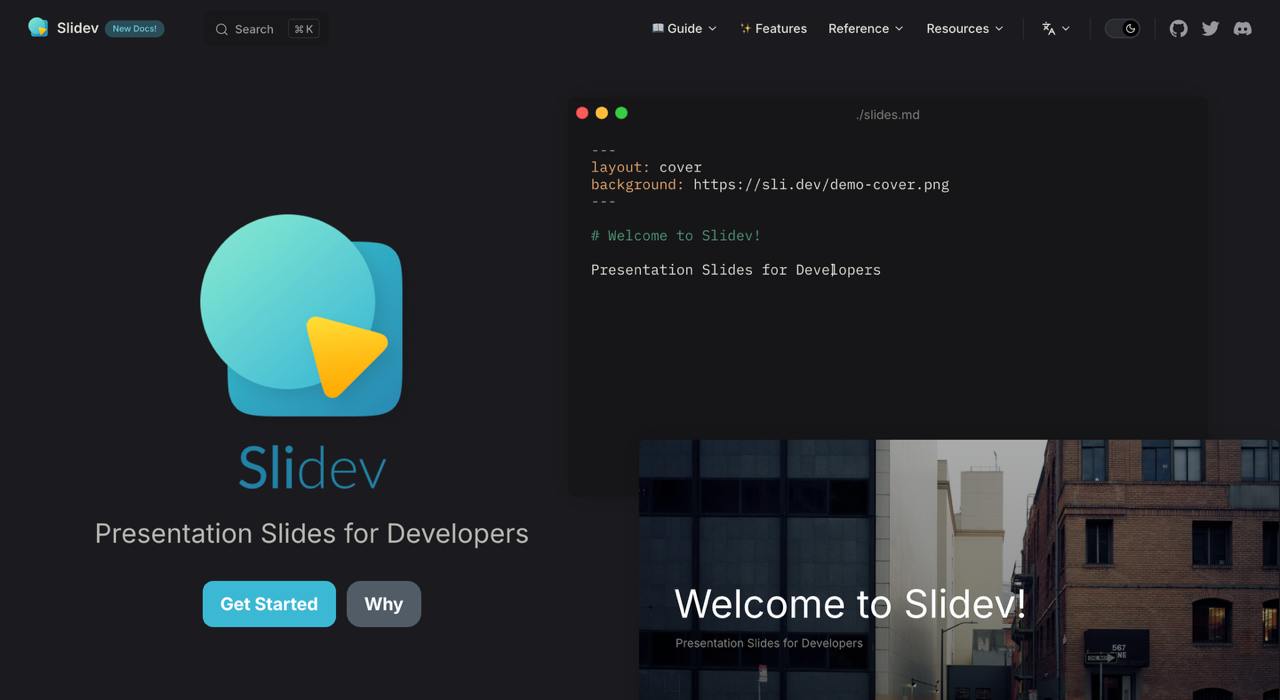 Slidev New Docs! Search ⌘ K 📖 Guide ✨ Features Reference Resources
./slides.md
---
layout: cover
background: https://sli.dev/demo-cover.png
---
# Welcome to Slidev!
Presentation Slides for Developers
Slidev
Presentation Slides for Developers
Get Started Why
Welcome to Slidev!
Presentation Slides for Developers
567